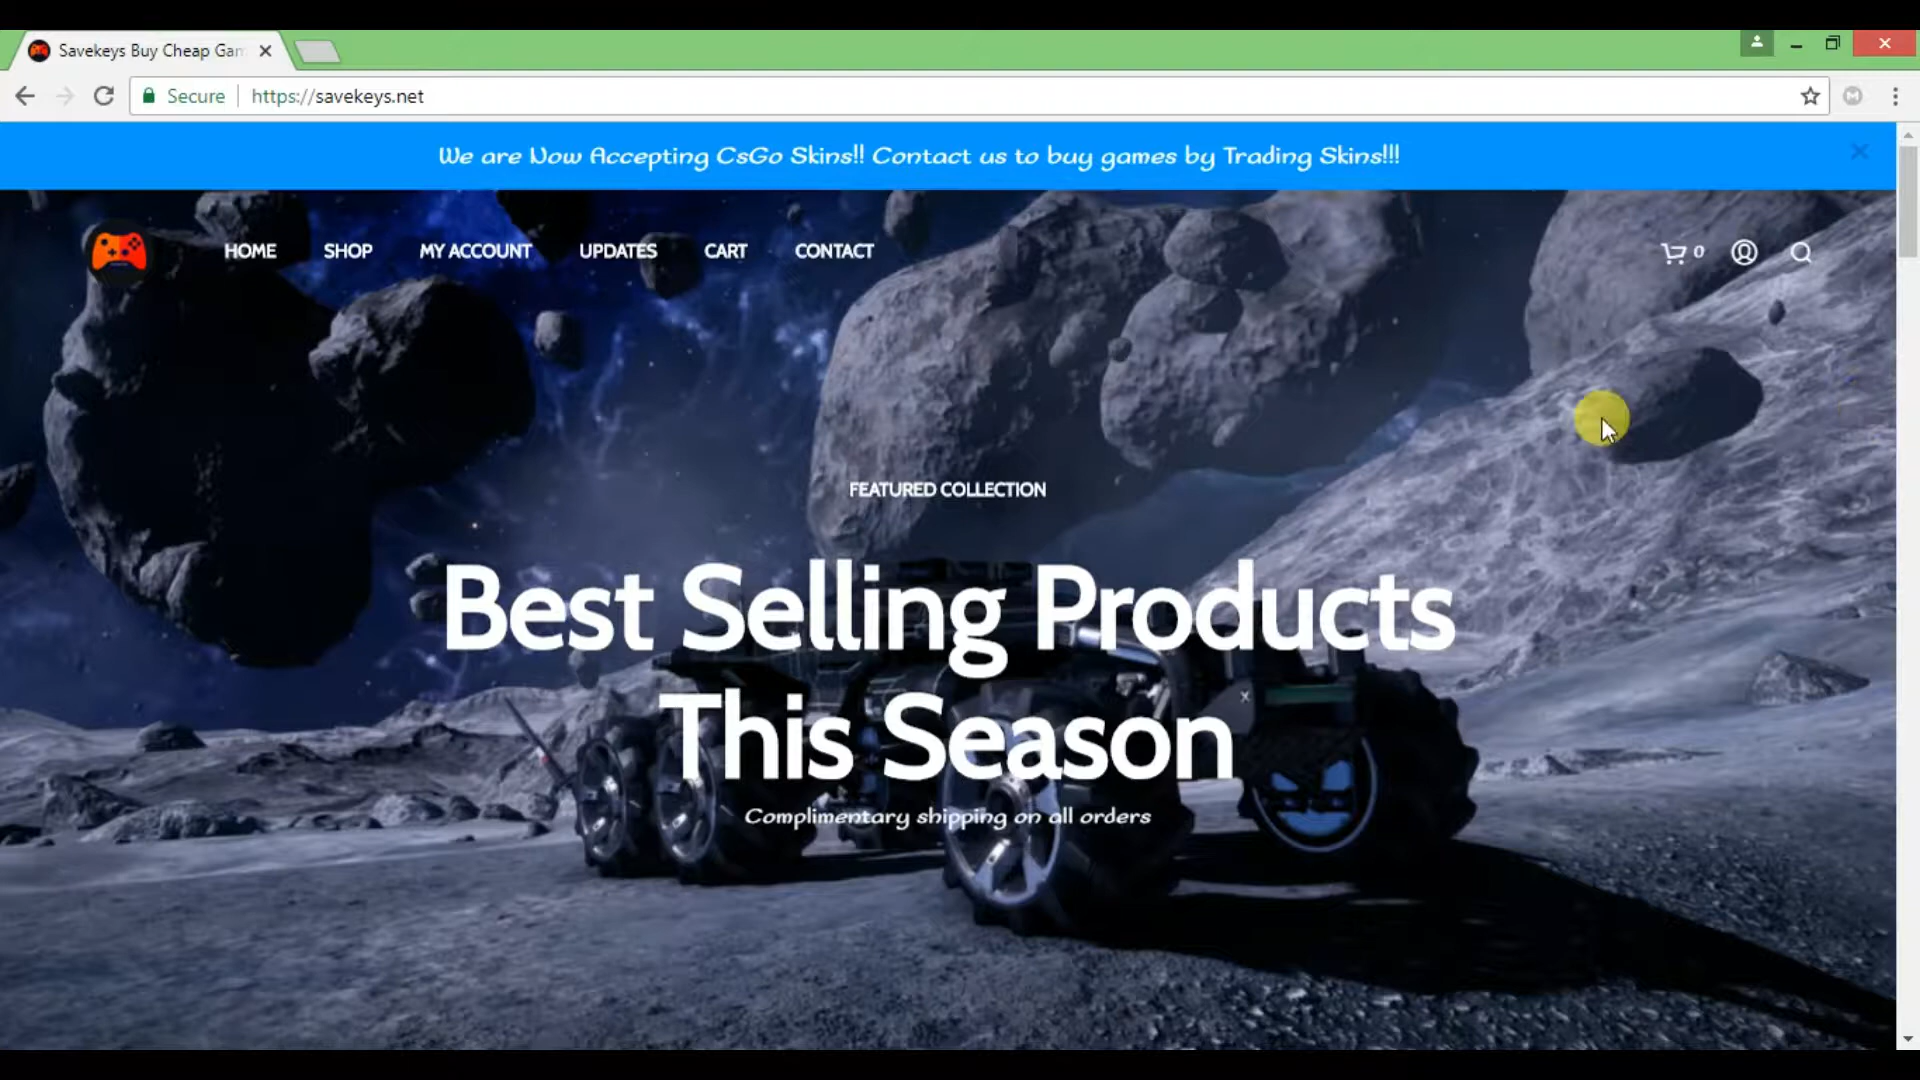 Savekeys Buy Cheap Gam
Secure
https://savekeys.net
We are Now Accepting CsGo Skins!! Contact us to buy games by Trading Skins!!!
HOME SHOP MY ACCOUNT UPDATES CART CONTACT
0
FEATURED COLLECTION
Best Selling Products
This Season
Complimentary shipping on all orders